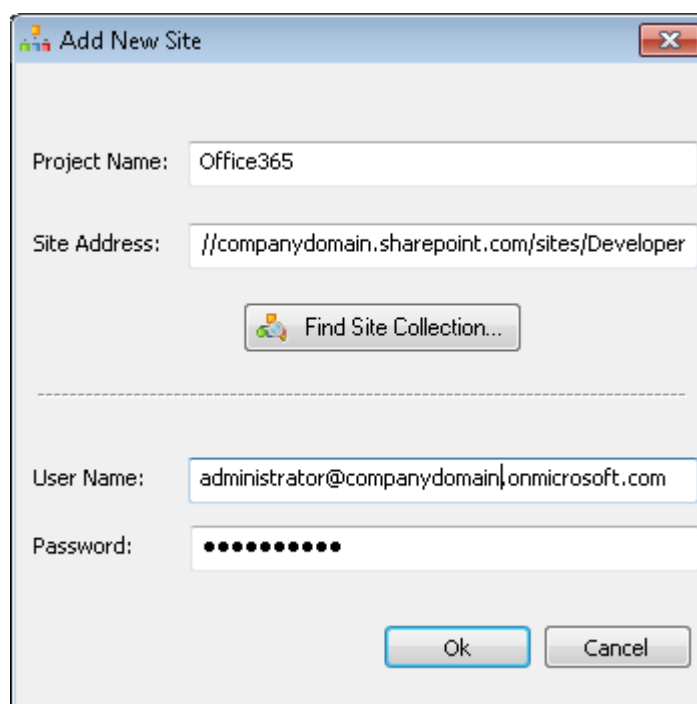 Add New Site
Project Name: Office365
Site Address: //companydomain.sharepoint.com/sites/Developer
Find Site Collection...
User Name: administrator@companydomain.onmicrosoft.com
Password: ●●●●●●●●●●
Ok Cancel